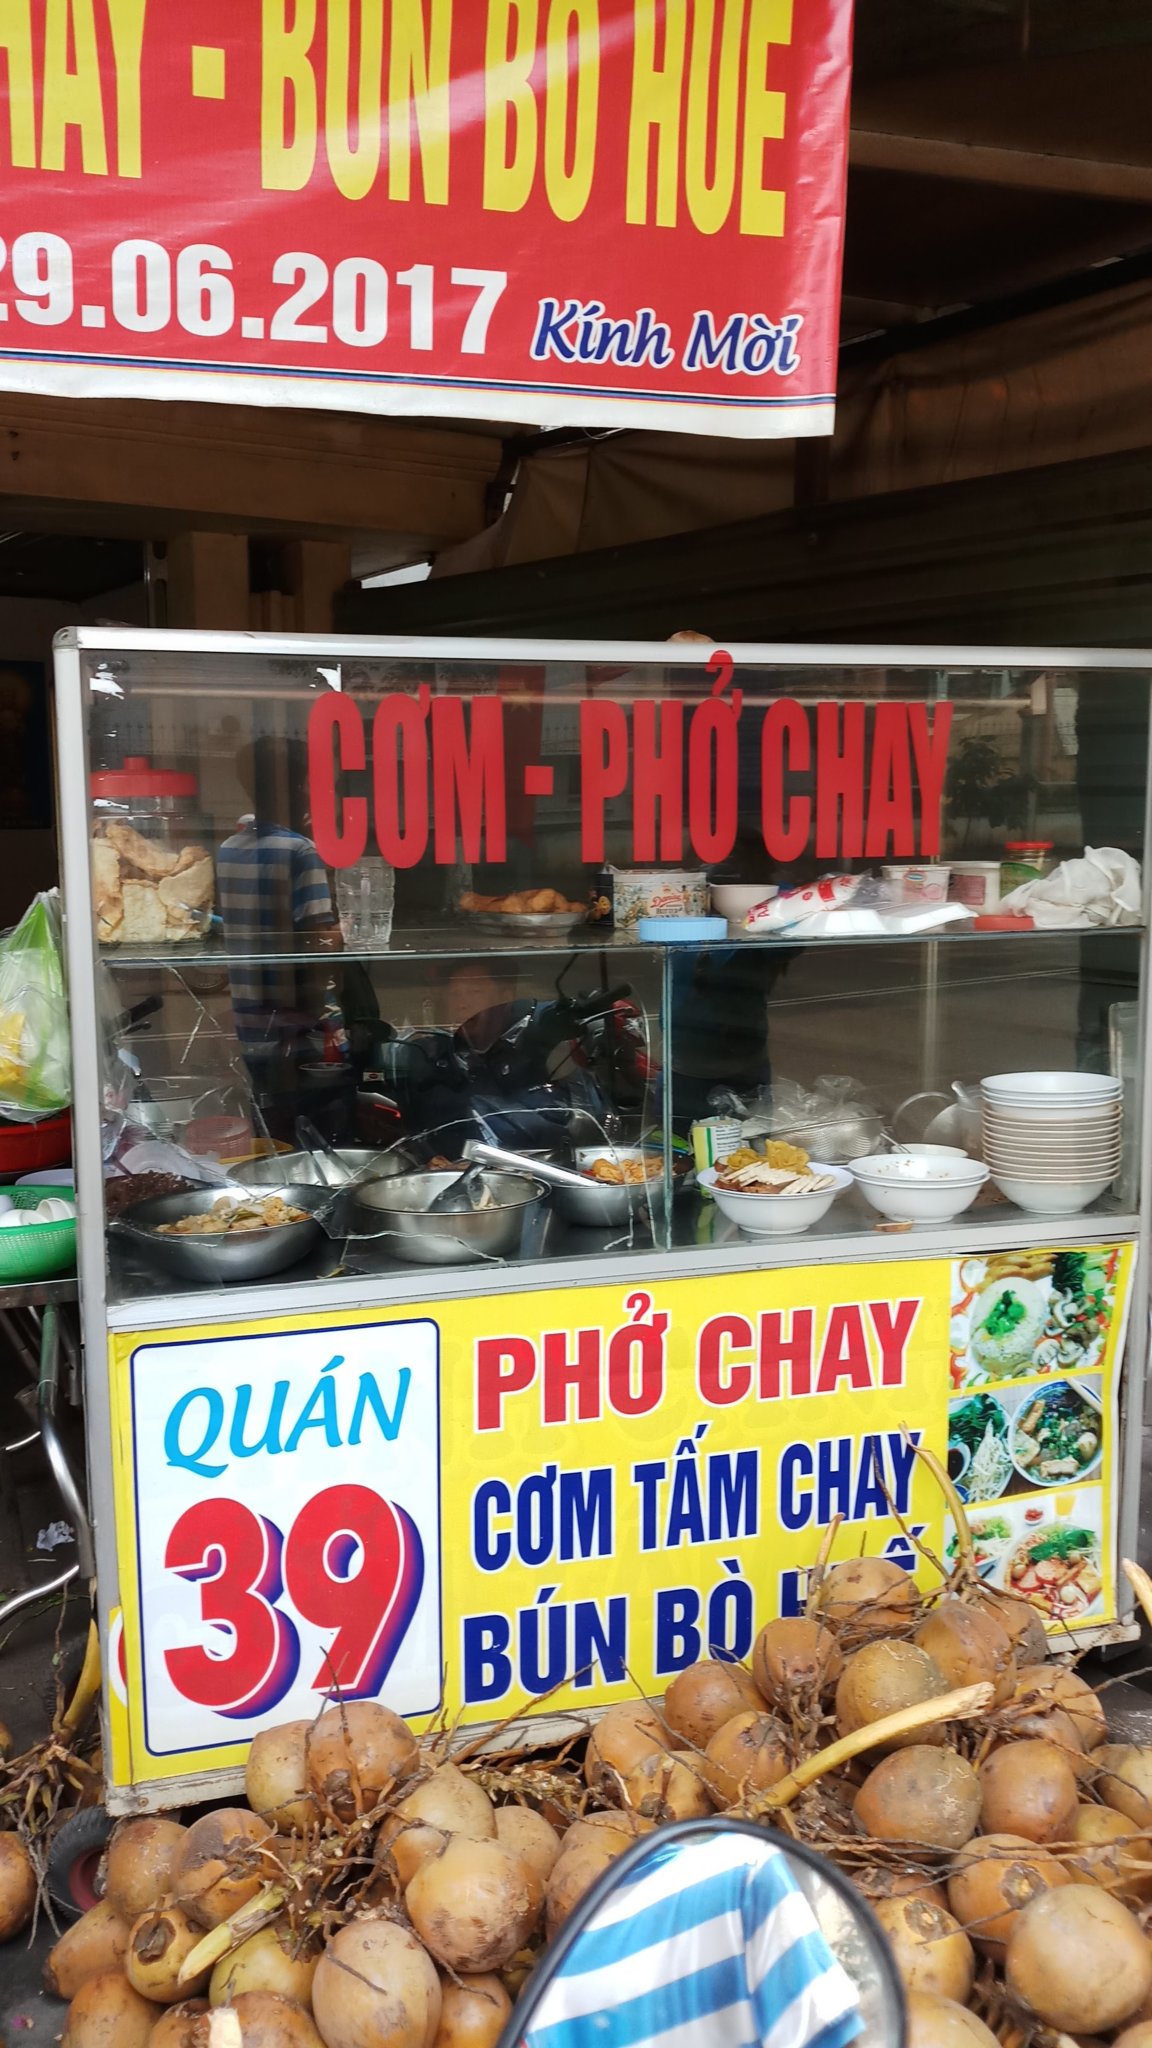 HAY - BÚN BÒ HUẾ
29.06.2017 Kính Mời
CƠM - PHỞ CHAY
QUÁN
39
PHỞ CHAY
CƠM TẤM CHAY
BÚN BÒ HUẾ